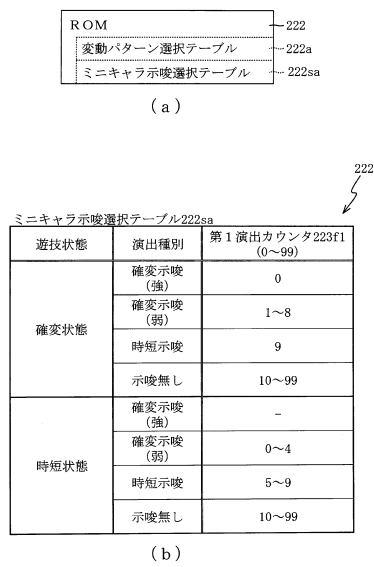 ROM
222
変動パターン選択テーブル
222a
ミニキャラ示唆選択テーブル
222sa
(a)
222
ミニキャラ示唆選択テーブル222sa
遊技状態
演出種別
第1演出カウンタ223f1
(0~99)
確変状態
確変示唆
(強)
0
確変示唆
(弱)
1~8
時短示唆
9
示唆無し
10~99
時短状態
確変示唆
(強)
-
確変示唆
(弱)
0~4
時短示唆
5~9
示唆無し
10~99
(b)